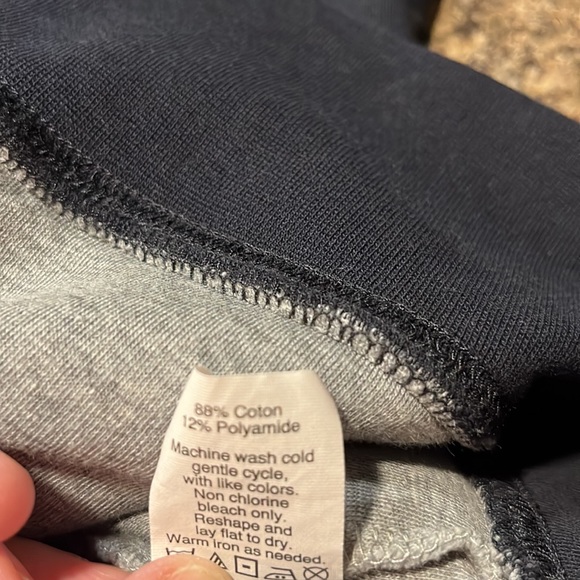 88% Coton
12% Polyamide
Machine wash cold
gentle cycle,
with like colors.
Non chlorine
bleach only.
Reshape and
lay flat to dry.
Warm iron as needed.